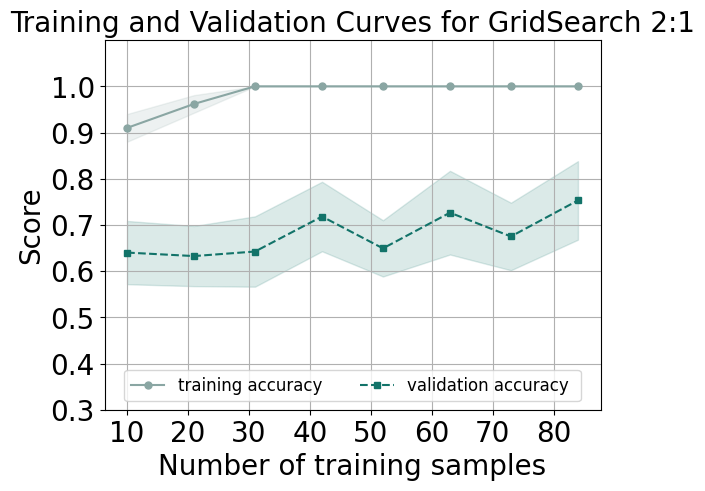 Training and Validation Curves for GridSearch 2:1
1.0
0.9
0.8
0.7
0.6
0.5
0.4
0.3
Score
training accuracy validation accuracy
10 20 30 40 50 60 70 80
Number of training samples